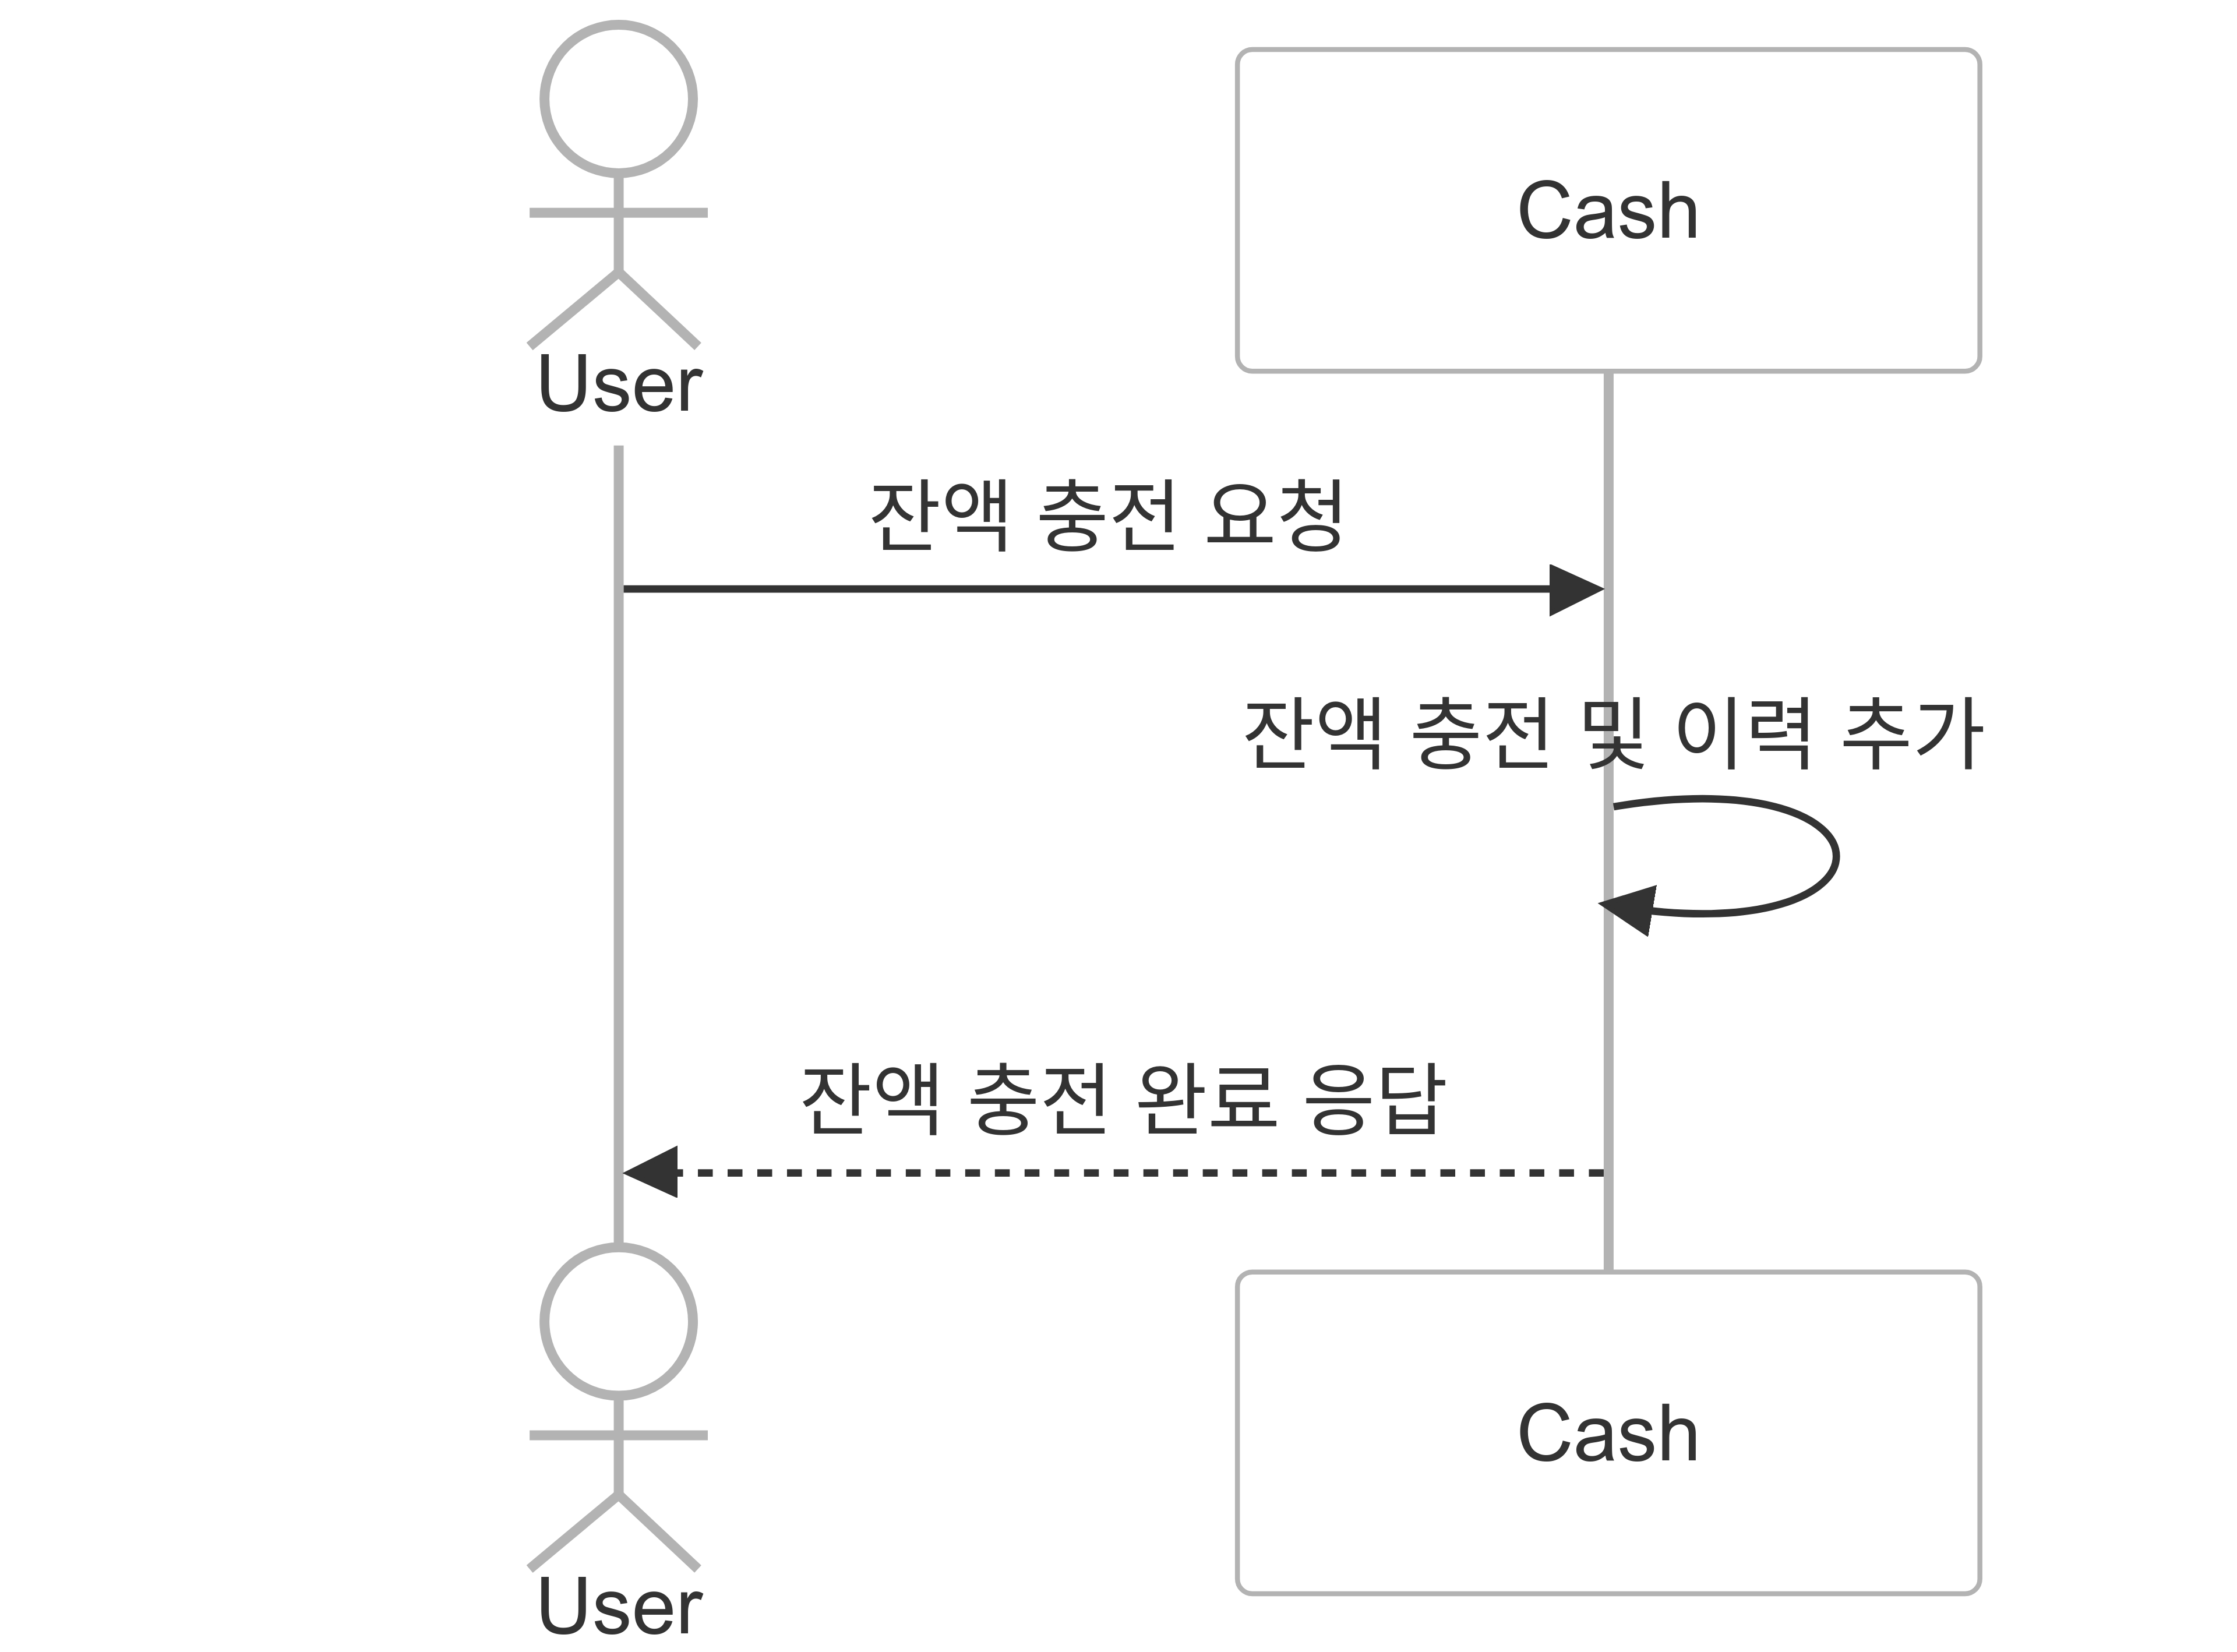 User
Cash
잔액 충전 요청
잔액 충전 및 이력 추가
잔액 충전 완료 응답
User
Cash